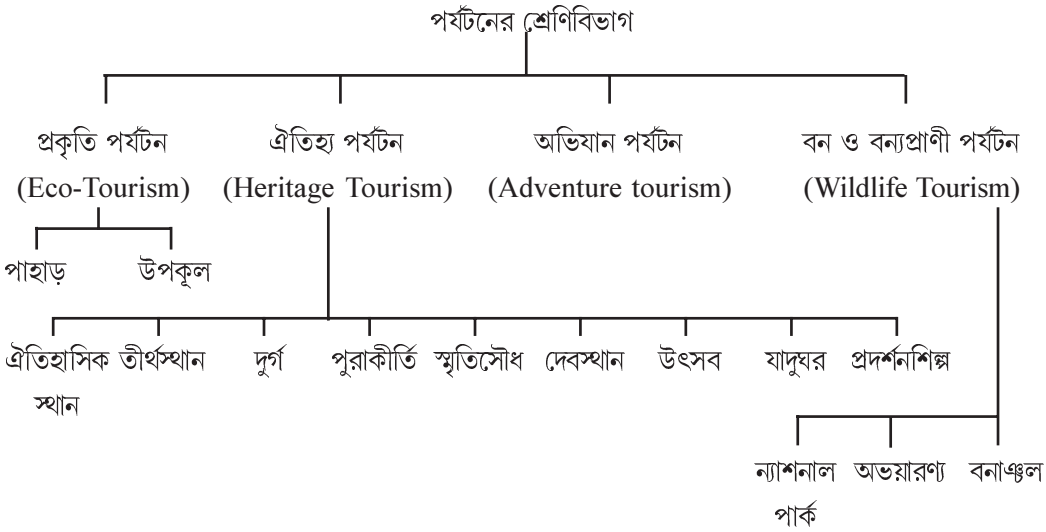 পর্যটনের শ্রেণিবিভাগ
প্রকৃতি পর্যটন ঐতিহ্য পর্যটন অভিযান পর্যটন বন ও বন্যপ্রাণী পর্যটন
(Eco-Tourism) (Heritage Tourism) (Adventure tourism) (Wildlife Tourism)
পাহাড় উপকূল
ঐতিহাসিক তীর্থস্থান দুর্গ পুরাকীর্তি স্মৃতিসৌধ দেবস্থান উৎসব যাদুঘর প্রদর্শনশিল্প
স্থান
ন্যাশনাল অভয়ারণ্য বনাঞ্চল
পার্ক